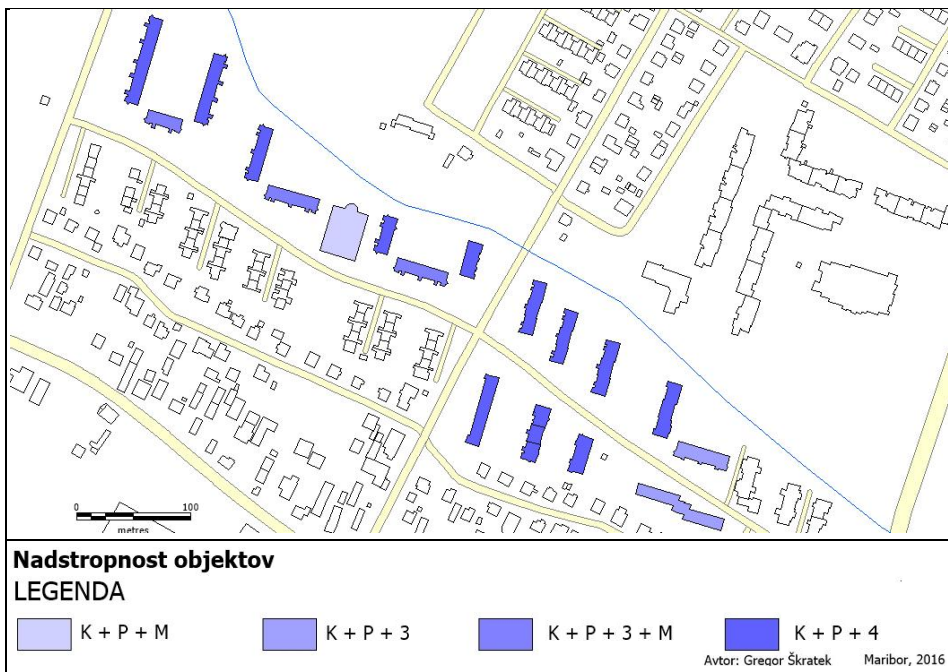 0 100
metres
Nadstropnost objektov
LEGENDA
K + P + M K + P + 3 K + P + 3 + M K + P + 4
Avtor: Gregor Škratek Maribor, 2016